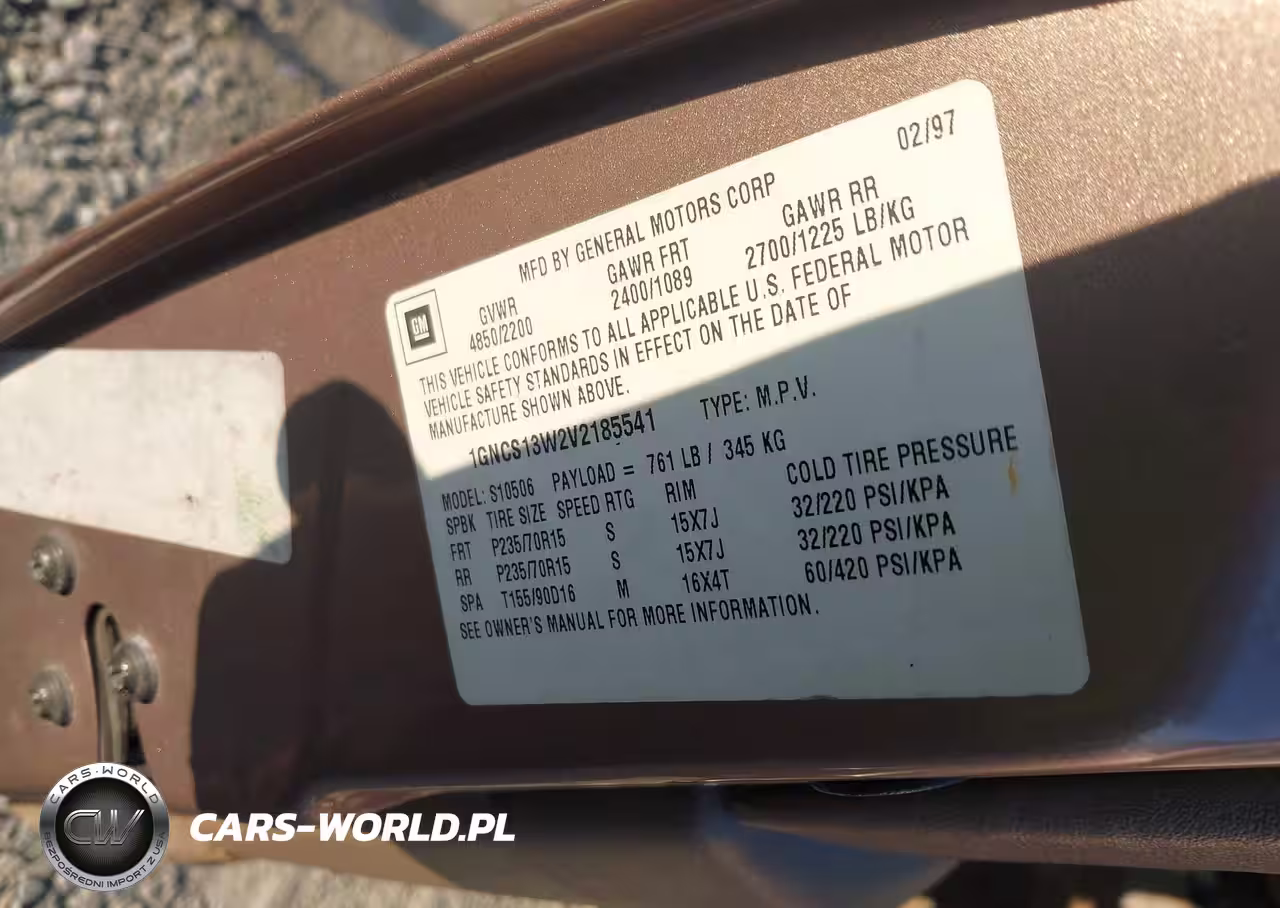 02/97
MFD BY GENERAL MOTORS CORP
GVWR GAWR FRT GAWR RR
4850/2200 2400/1089 2700/1225 LB/KG
THIS VEHICLE CONFORMS TO ALL APPLICABLE U.S. FEDERAL MOTOR
VEHICLE SAFETY STANDARDS IN EFFECT ON THE DATE OF
MANUFACTURE SHOWN ABOVE.
1GNCS13W2V2185541 TYPE: M.P.V.
MODEL: S10506 PAYLOAD = 761 LB / 345 KG
SPBK TIRE SIZE SPEED RTG RIM COLD TIRE PRESSURE
FRT P235/70R15 S 15X7J 32/220 PSI/KPA
RR P235/70R15 S 15X7J 32/220 PSI/KPA
SPA T155/90D16 M 16X4T 60/420 PSI/KPA
SEE OWNER'S MANUAL FOR MORE INFORMATION.
GM
CARS-WORLD
CW
BEZPOŚREDNI IMPORT Z USA
CARS-WORLD.PL